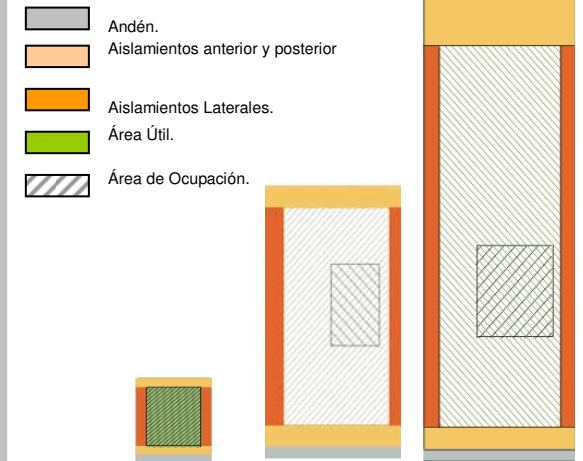 Andén.
Aislamientos anterior y posterior
Aislamientos Laterales.
Área Útil.
Área de Ocupación.